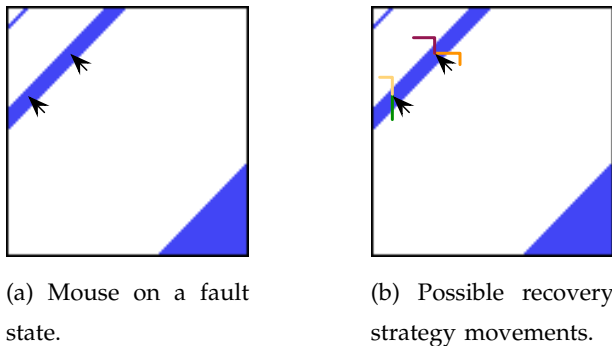 (a) Mouse on a fault
state.
(b) Possible recovery
strategy movements.